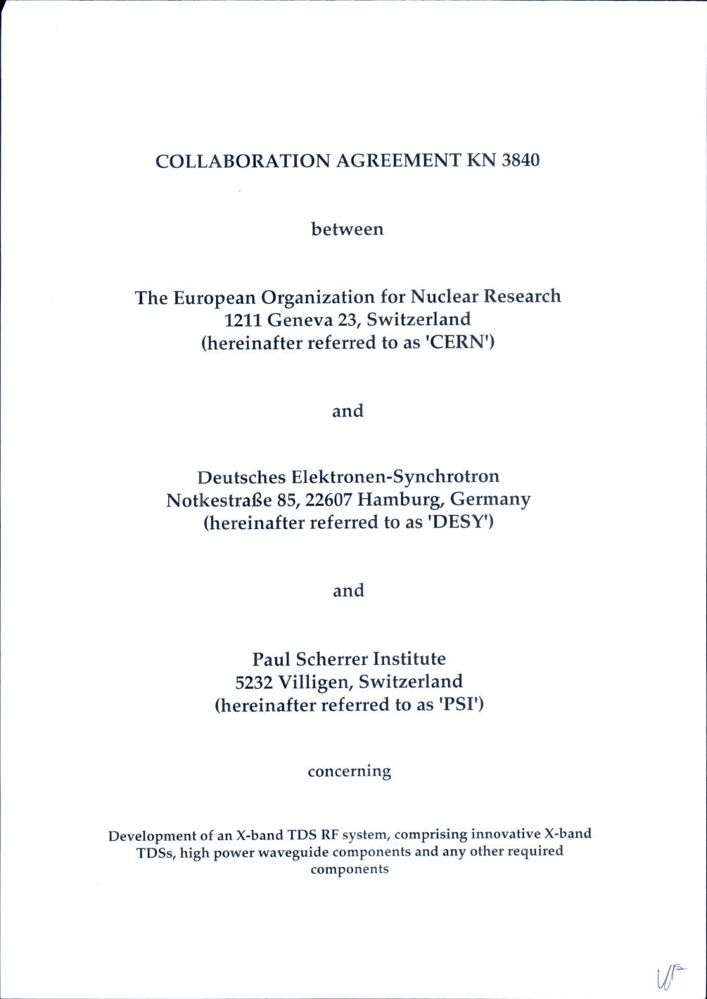 COLLABORATION AGREEMENT KN 3840
between
The European Organization for Nuclear Research
1211 Geneva 23, Switzerland
(hereinafter referred to as 'CERN')
and
Deutsches Elektronen-Synchrotron
Notkestraße 85, 22607 Hamburg, Germany
(hereinafter referred to as 'DESY')
and
Paul Scherrer Institute
5232 Villigen, Switzerland
(hereinafter referred to as 'PSI')
concerning
Development of an X-band TDS RF system, comprising innovative X-band
TDSs, high power waveguide components and any other required
components